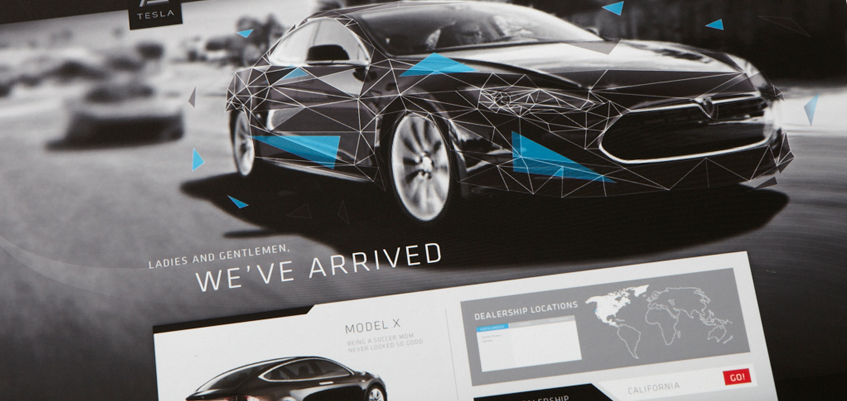 TESLA
LADIES AND GENTLEMEN,
WE'VE ARRIVED
MODEL X
BEING A SOCCER MOM
NEVER LOOKED SO GOOD
DEALERSHIP LOCATIONS
CALIFORNIA
GO!